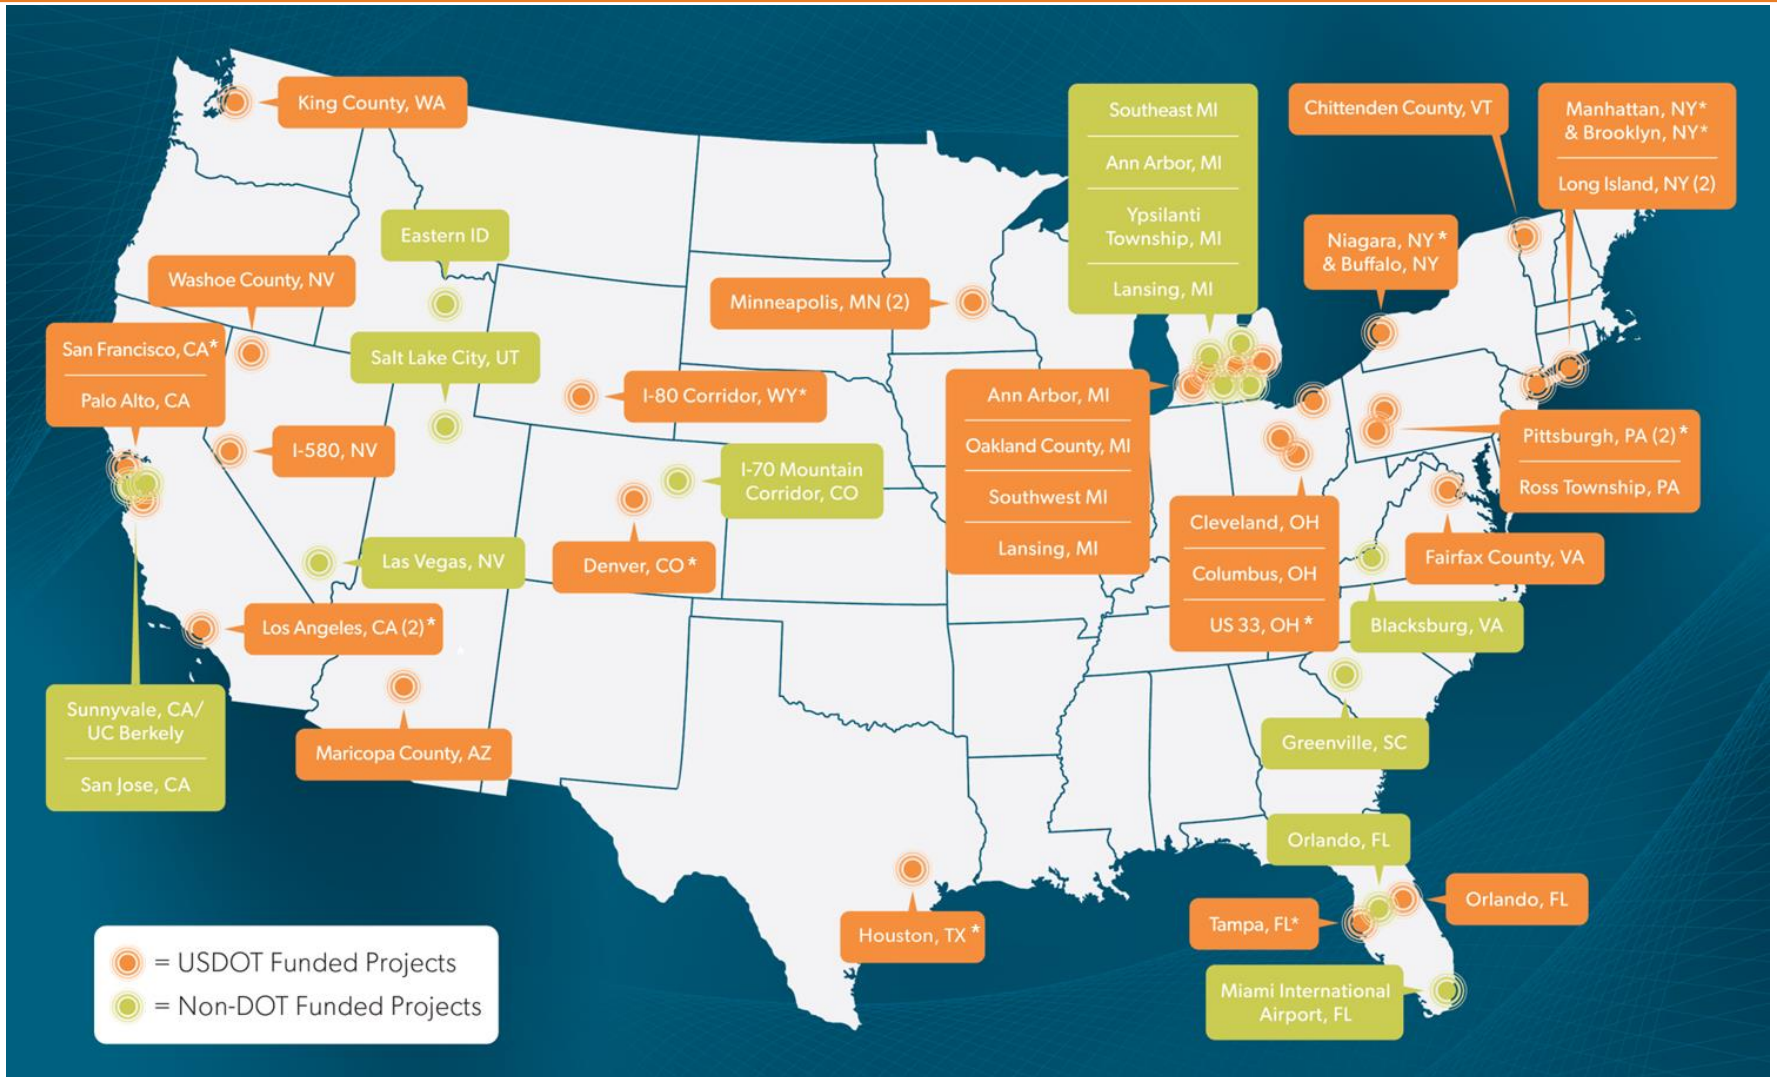 King County, WA
Southeast MI
Ann Arbor, MI
Ypsilanti
Township, MI
Lansing, MI
Chittenden County, VT
Manhattan, NY*
& Brooklyn, NY*
Long Island, NY (2)
Eastern ID
Niagara, NY *
& Buffalo, NY
Washoe County, NV
Minneapolis, MN (2)
San Francisco, CA*
Palo Alto, CA
Salt Lake City, UT
I-80 Corridor, WY*
Ann Arbor, MI
Oakland County, MI
Southwest MI
Lansing, MI
I-580, NV
I-70 Mountain
Corridor, CO
Pittsburgh, PA (2) *
Ross Township, PA
Cleveland, OH
Columbus, OH
US 33, OH *
Las Vegas, NV
Denver, CO *
Fairfax County, VA
Los Angeles, CA (2) *
Blacksburg, VA
Sunnyvale, CA/
UC Berkely
San Jose, CA
Maricopa County, AZ
Greenville, SC
Orlando, FL
Orlando, FL
Tampa, FL*
Houston, TX *
Miami International
Airport, FL
= USDOT Funded Projects
= Non-DOT Funded Projects